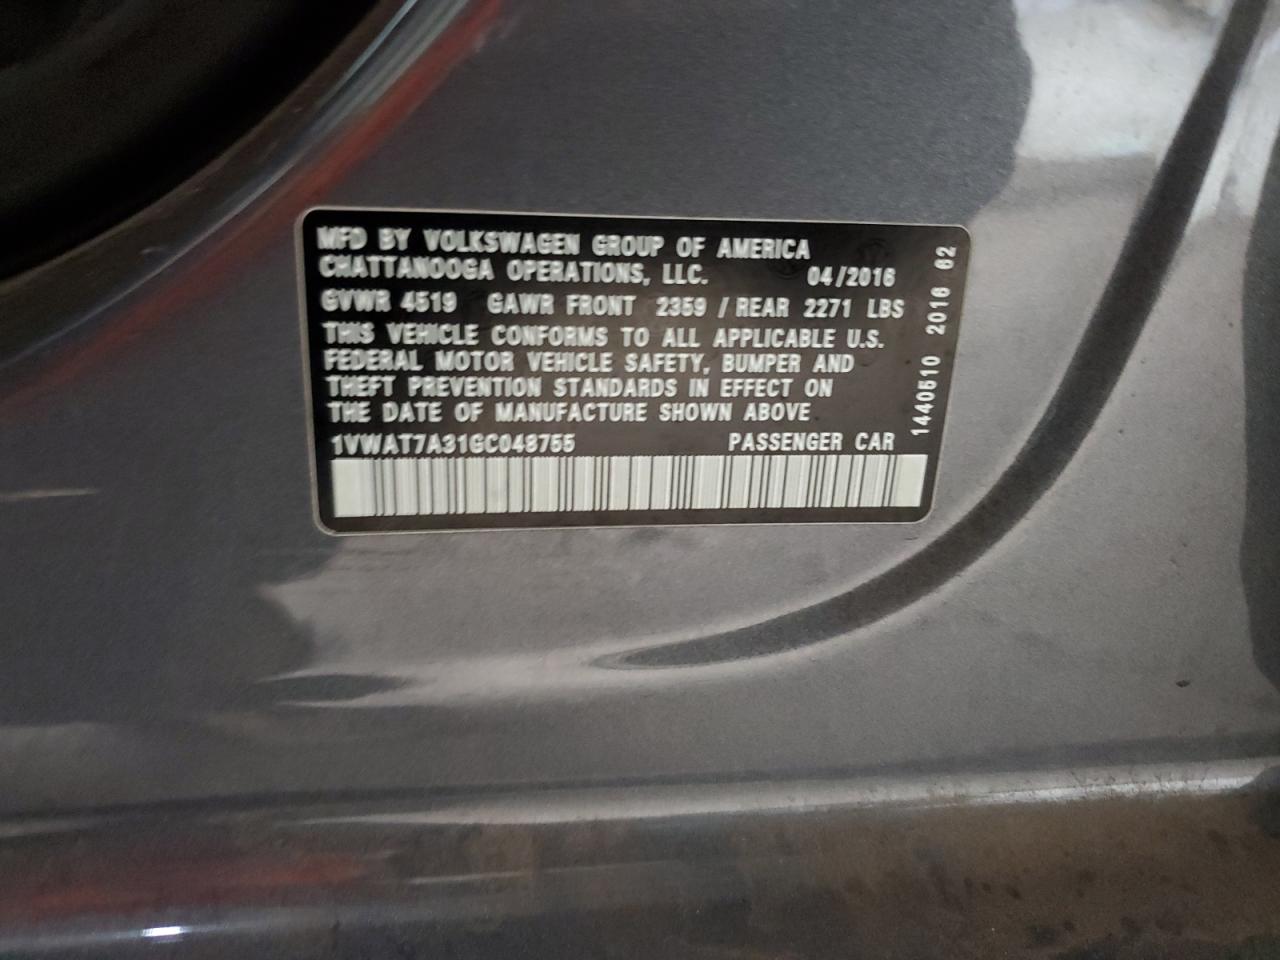 MFD BY VOLKSWAGEN GROUP OF AMERICA
CHATTANOOGA OPERATIONS, LLC. 04/2016
GVWR 4519 GAWR FRONT 2359 / REAR 2271 LBS
THIS VEHICLE CONFORMS TO ALL APPLICABLE U.S.
FEDERAL MOTOR VEHICLE SAFETY, BUMPER AND
THEFT PREVENTION STANDARDS IN EFFECT ON
THE DATE OF MANUFACTURE SHOWN ABOVE
1VWAT7A31GC048755 PASSENGER CAR
1440510 2016 62